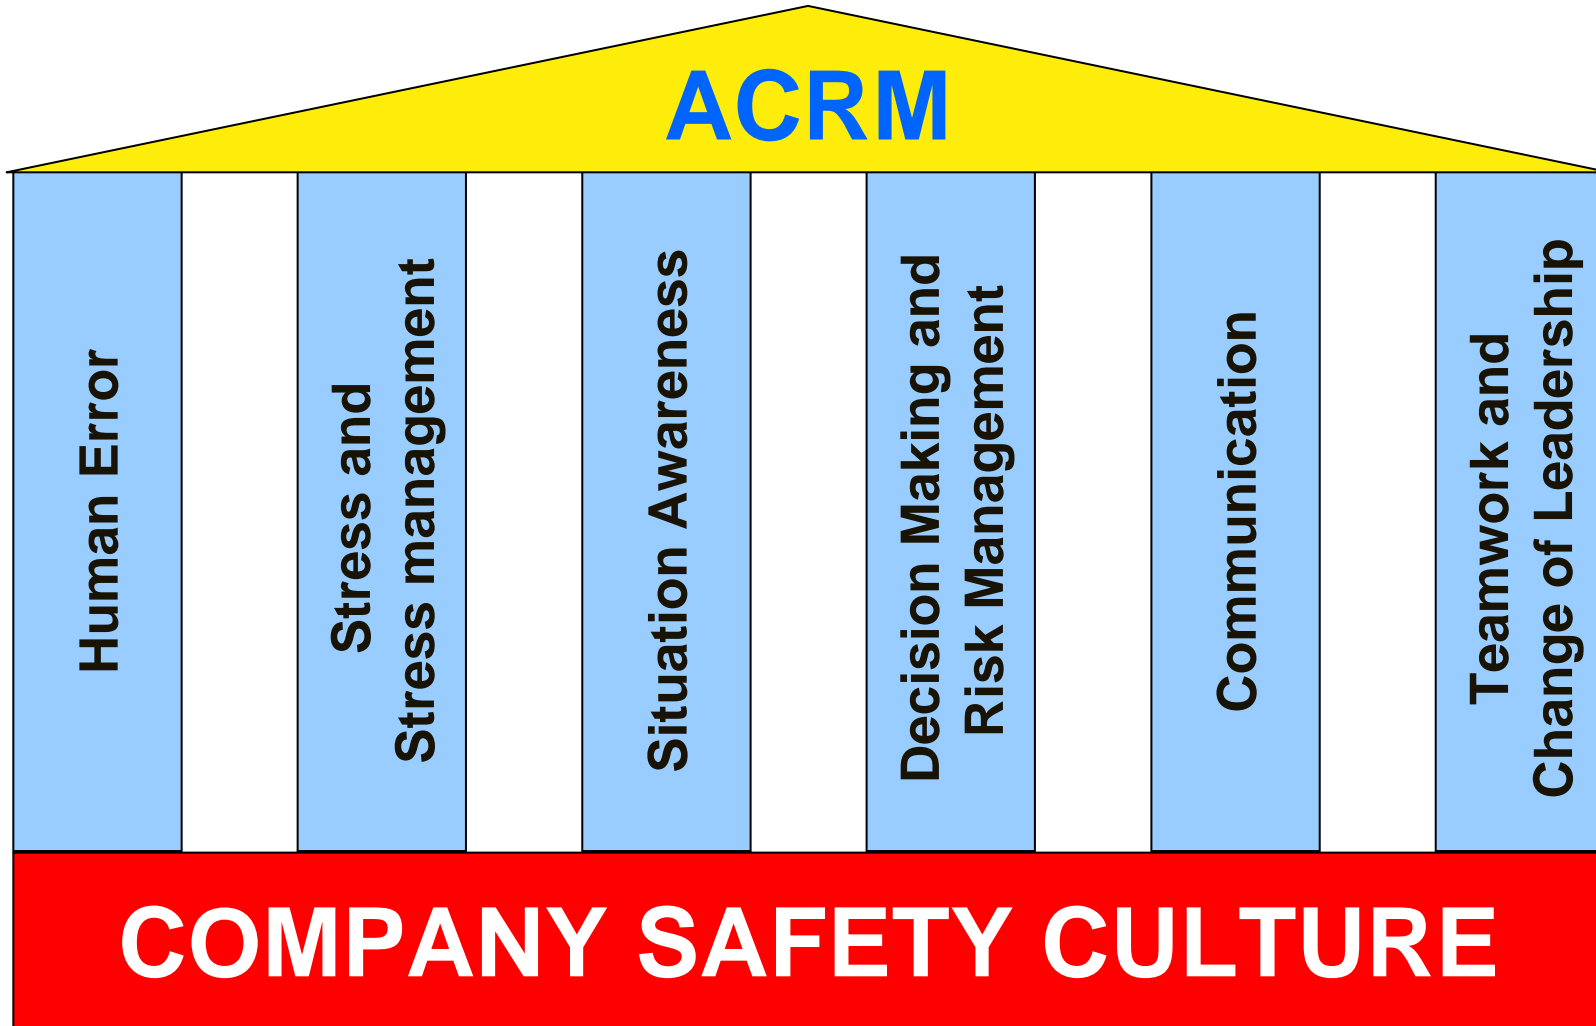 ACRM
Human Error
Stress and
Stress management
Situation Awareness
Decision Making and
Risk Management
Communication
Teamwork and
Change of Leadership
COMPANY SAFETY CULTURE